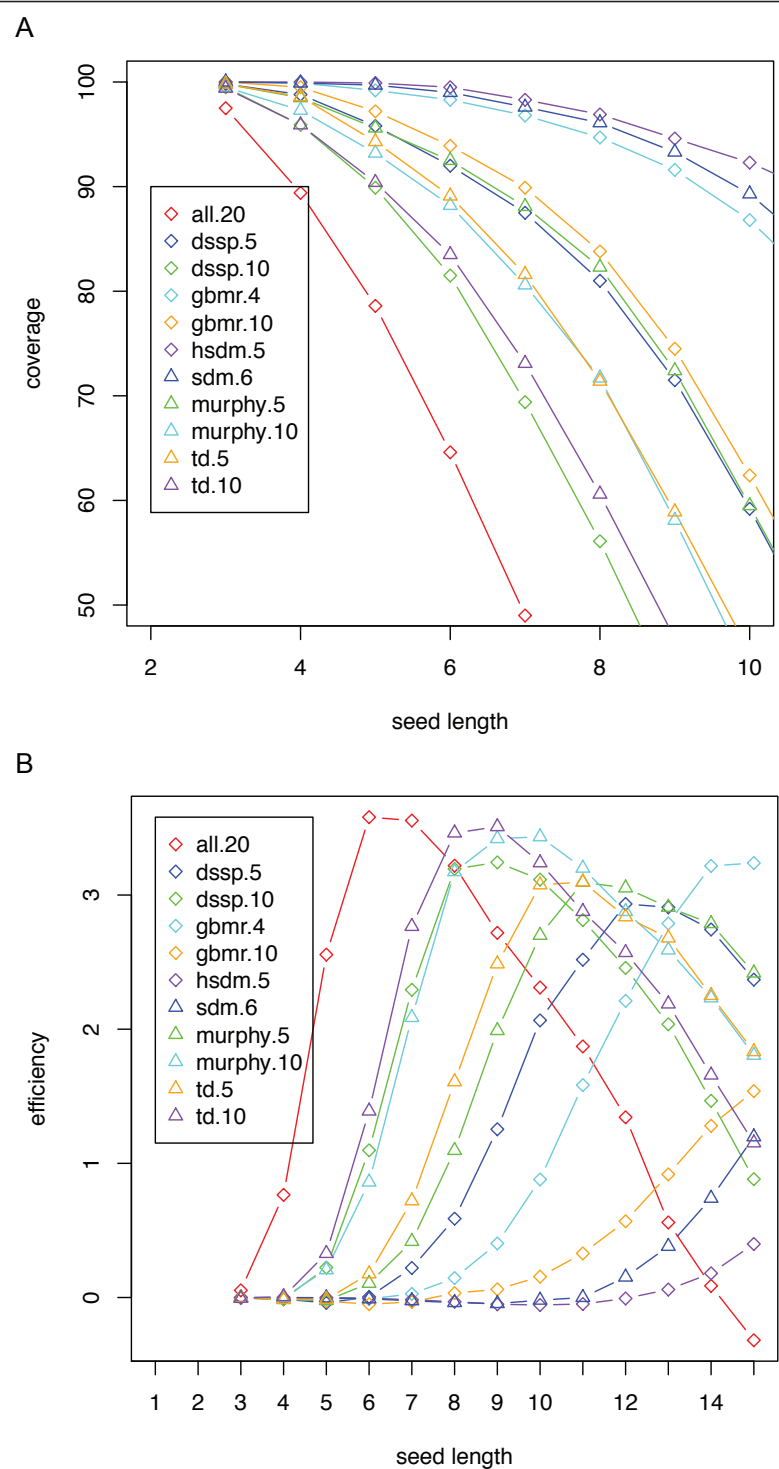 A
100
90
80
70
60
50
coverage
all.20
dssp.5
dssp.10
gbmr.4
gbmr.10
hsdm.5
sdm.6
murphy.5
murphy.10
td.5
td.10
2 4 6 8 10
seed length
B
3
2
1
0
efficiency
all.20
dssp.5
dssp.10
gbmr.4
gbmr.10
hsdm.5
sdm.6
murphy.5
murphy.10
td.5
td.10
1 2 3 4 5 6 7 8 9 10 12 14
seed length